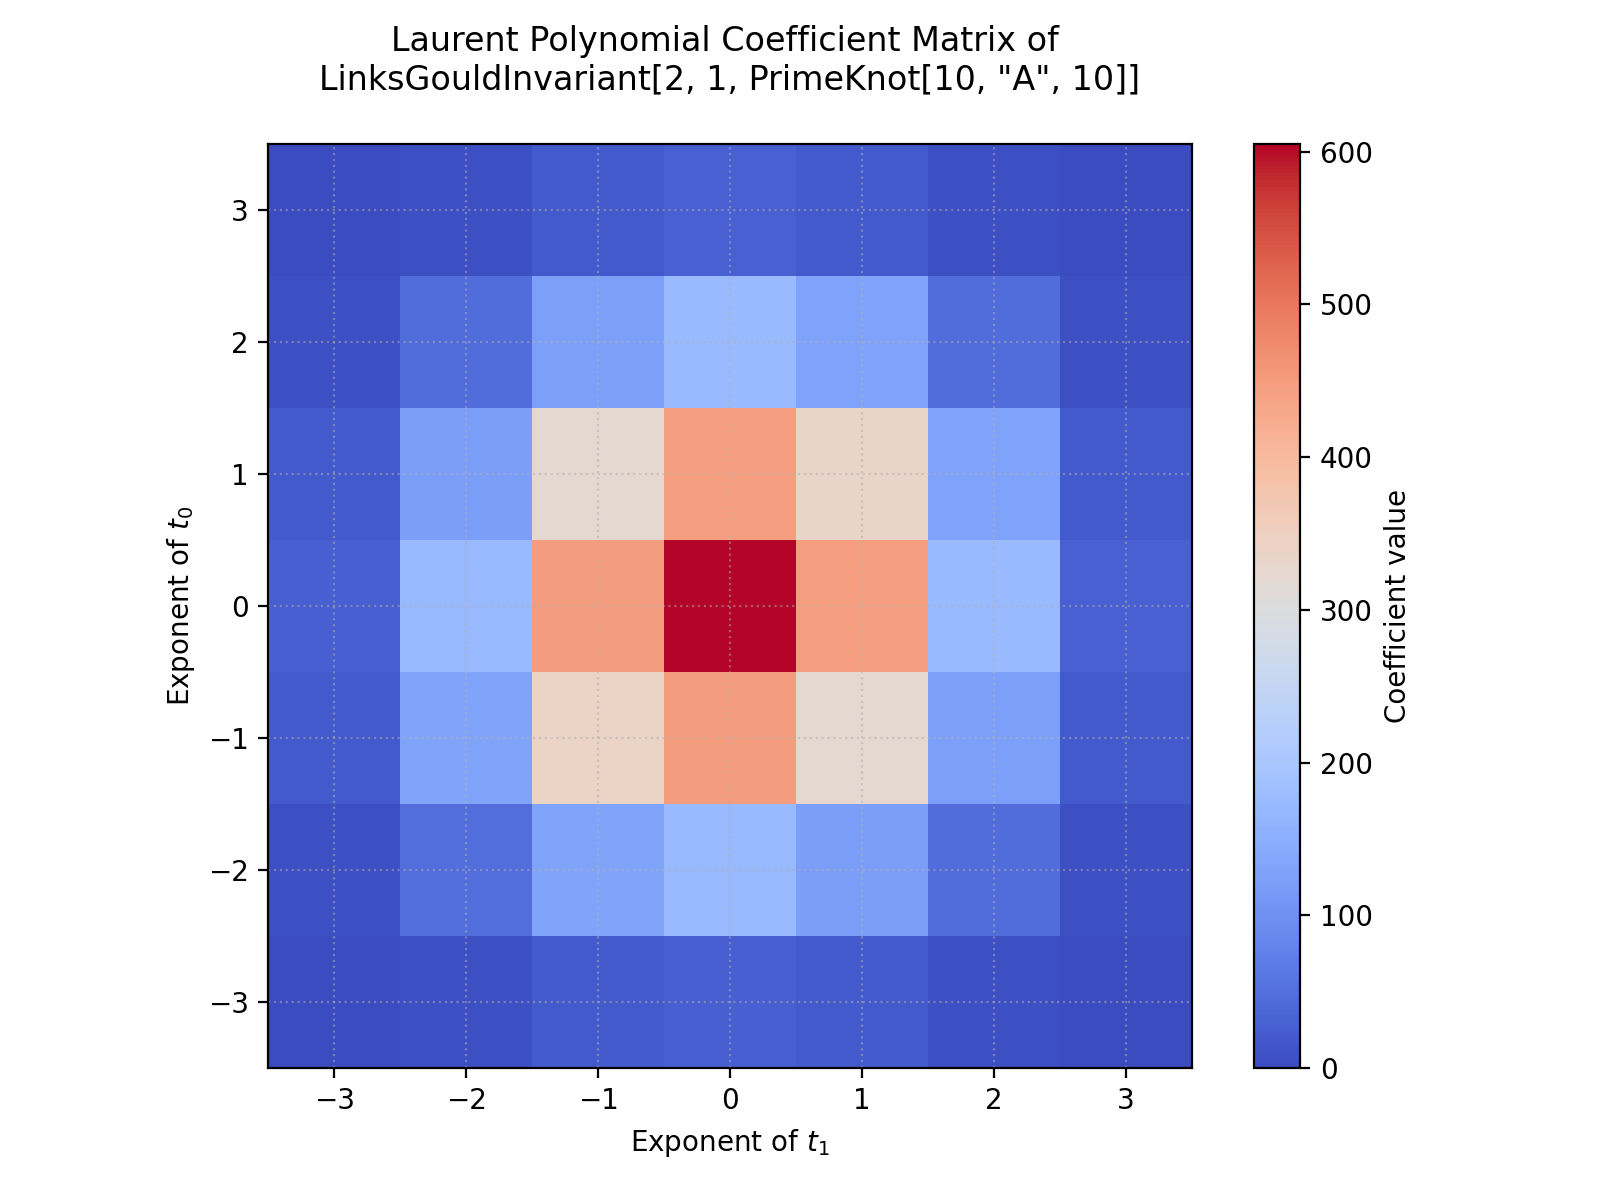 Laurent Polynomial Coefficient Matrix of
LinksGouldInvariant[2, 1, PrimeKnot[10, "A", 10]]
3
2
1
0
−1
−2
−3
Exponent of t₀
−3 −2 −1 0 1 2 3
Exponent of t₁
600
500
400
300
200
100
0
Coefficient value